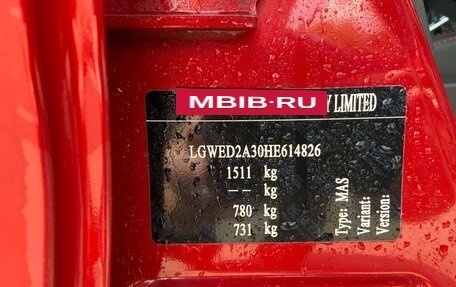 MBIB-RU
Y LIMITED
LGWED2A30HE614826
1511 kg
-- kg
780 kg
731 kg
Type: MAS
Variant:
Version: